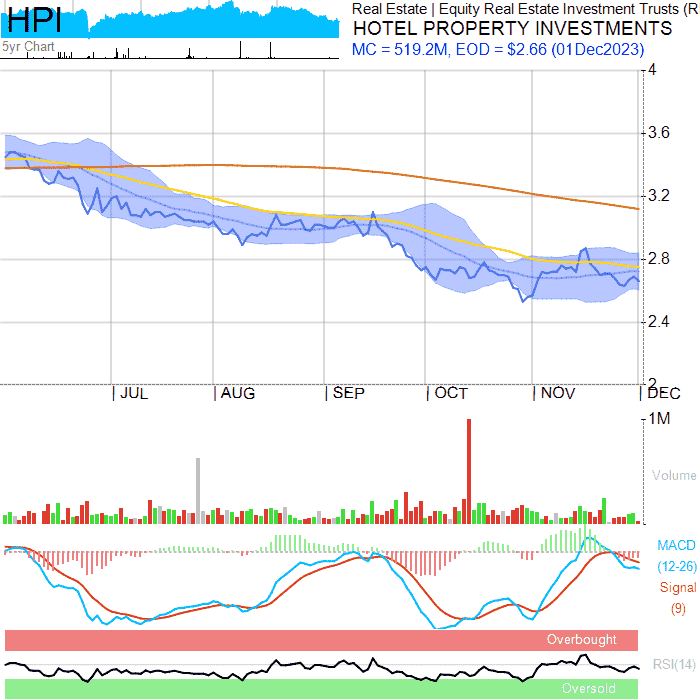 HPI
5yr Chart
Real Estate | Equity Real Estate Investment Trusts (R
HOTEL PROPERTY INVESTMENTS
MC = 519.2M, EOD = $2.66 (01Dec2023)
4
3.6
3.2
2.8
2.4
2
JUL AUG SEP OCT NOV DEC
1M
Volume
MACD
(12-26)
Signal
(9)
Overbought
RSI(14)
Oversold